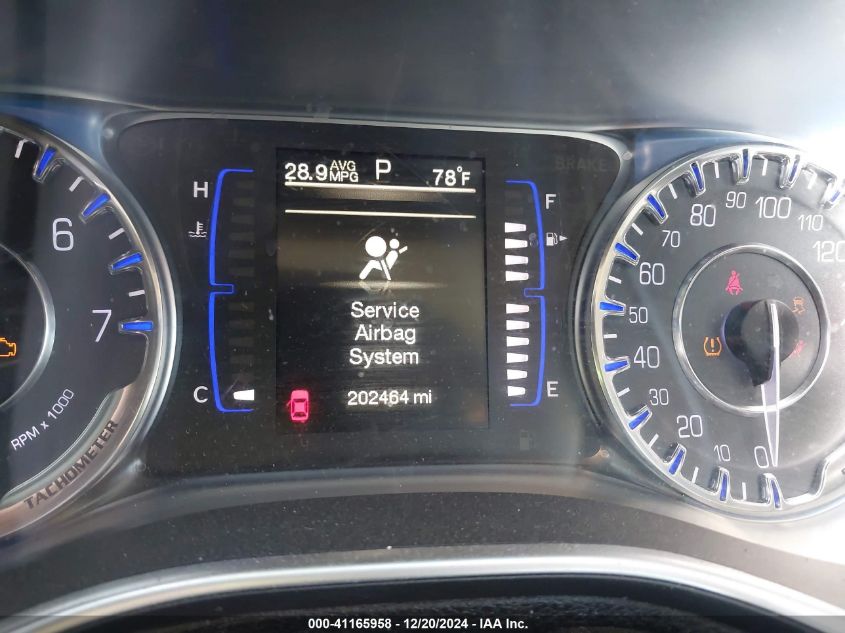 28.9 AVG MPG P 78°F
BRAKE
H
F
C
E
Service
Airbag
System
202464 mi
6
7
RPM x 1000
TACHOMETER
0
10
20
30
40
50
60
70
80
90
100
110
120
000-41165958 | 12/20/2024 | IAA Inc.